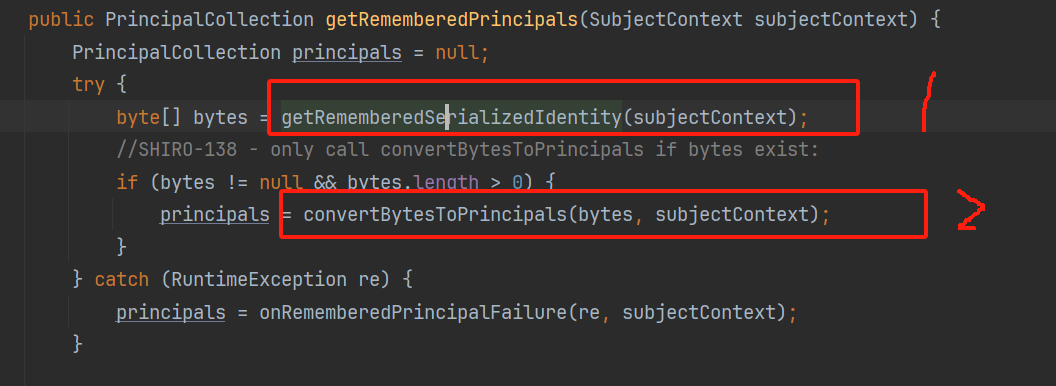 public PrincipalCollection getRememberedPrincipals(SubjectContext subjectContext) {
PrincipalCollection principals = null;
try {
byte[] bytes = getRememberedSerializedIdentity(subjectContext); 1
//SHIRO-138 - only call convertBytesToPrincipals if bytes exist:
if (bytes != null && bytes.length > 0) {
principals = convertBytesToPrincipals(bytes, subjectContext); 2
}
} catch (RuntimeException re) {
principals = onRememberedPrincipalFailure(re, subjectContext);
}